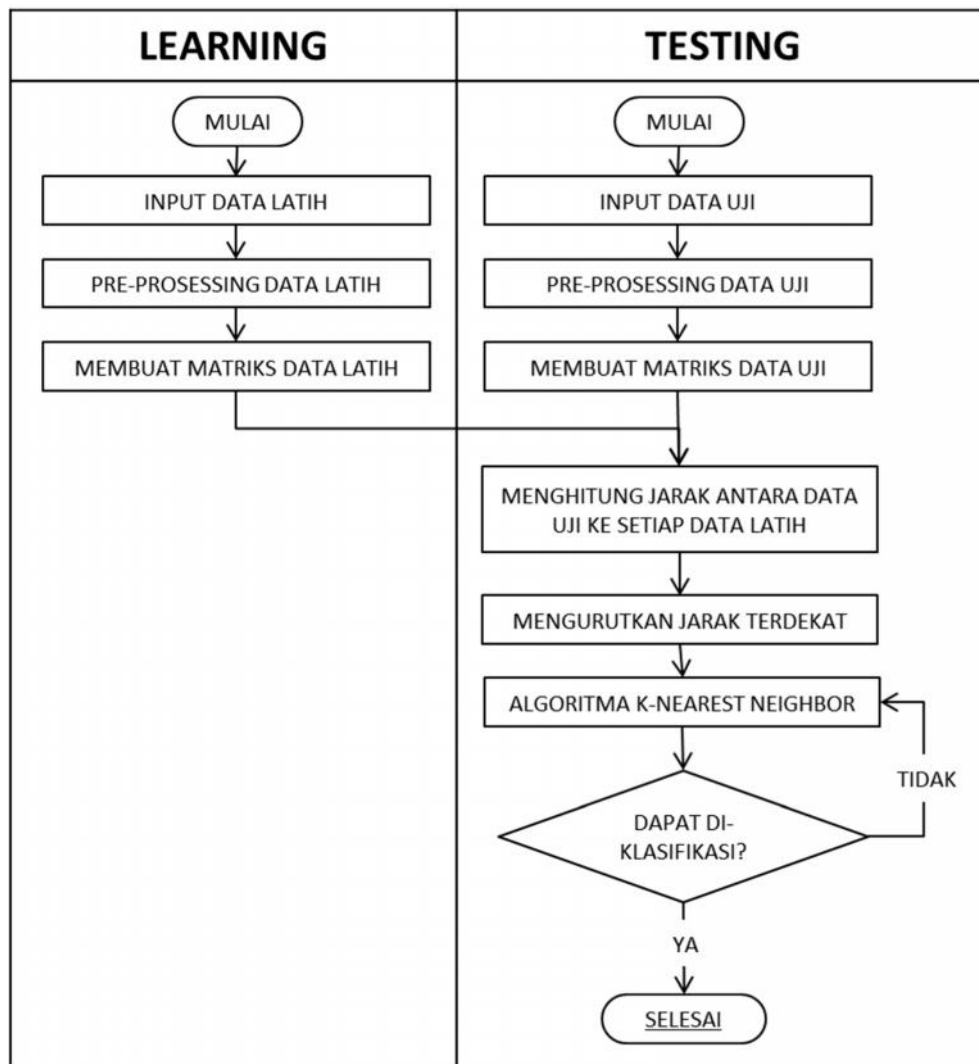 LEARNING
TESTING
MULAI
INPUT DATA LATIH
PRE-PROSESSING DATA LATIH
MEMBUAT MATRIKS DATA LATIH
MULAI
INPUT DATA UJI
PRE-PROSESSING DATA UJI
MEMBUAT MATRIKS DATA UJI
MENGHITUNG JARAK ANTARA DATA
UJI KE SETIAP DATA LATIH
MENGURUTKAN JARAK TERDEKAT
ALGORITMA K-NEAREST NEIGHBOR
TIDAK
DAPAT DI-
KLASIFIKASI?
YA
SELESAI